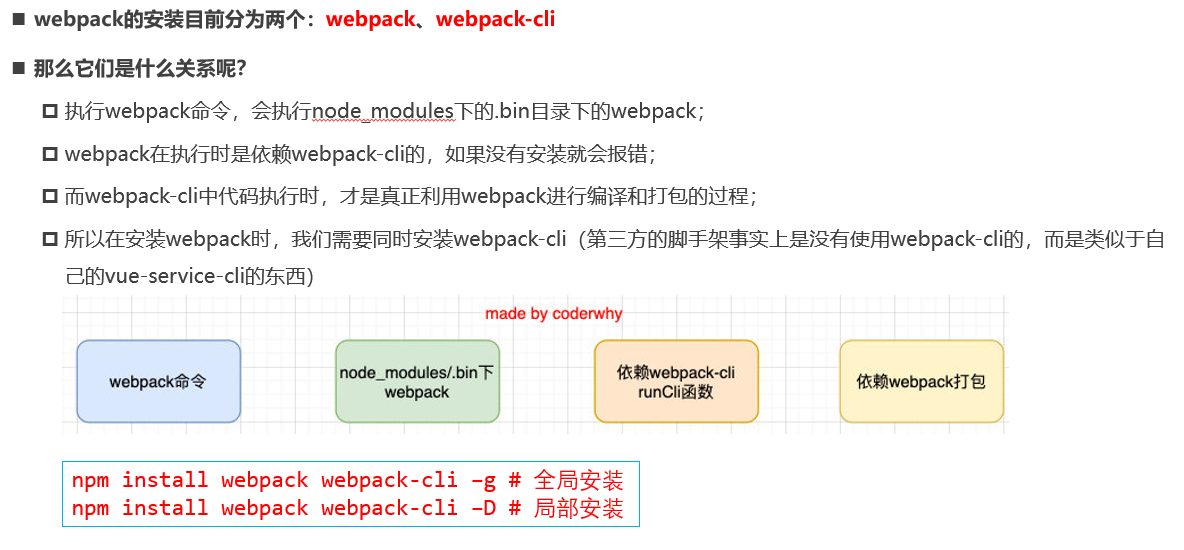 webpack的安装目前分为两个：webpack、webpack-cli
那么它们是什么关系呢？
执行webpack命令，会执行node_modules下的.bin目录下的webpack；
webpack在执行时是依赖webpack-cli的，如果没有安装就会报错；
而webpack-cli中代码执行时，才是真正利用webpack进行编译和打包的过程；
所以在安装webpack时，我们需要同时安装webpack-cli（第三方的脚手架事实上是没有使用webpack-cli的，而是类似于自
己的vue-service-cli的东西）
made by coderwhy
webpack命令
node_modules/.bin下
webpack
依赖webpack-cli
runCli函数
依赖webpack打包
npm install webpack webpack-cli –g # 全局安装
npm install webpack webpack-cli –D # 局部安装